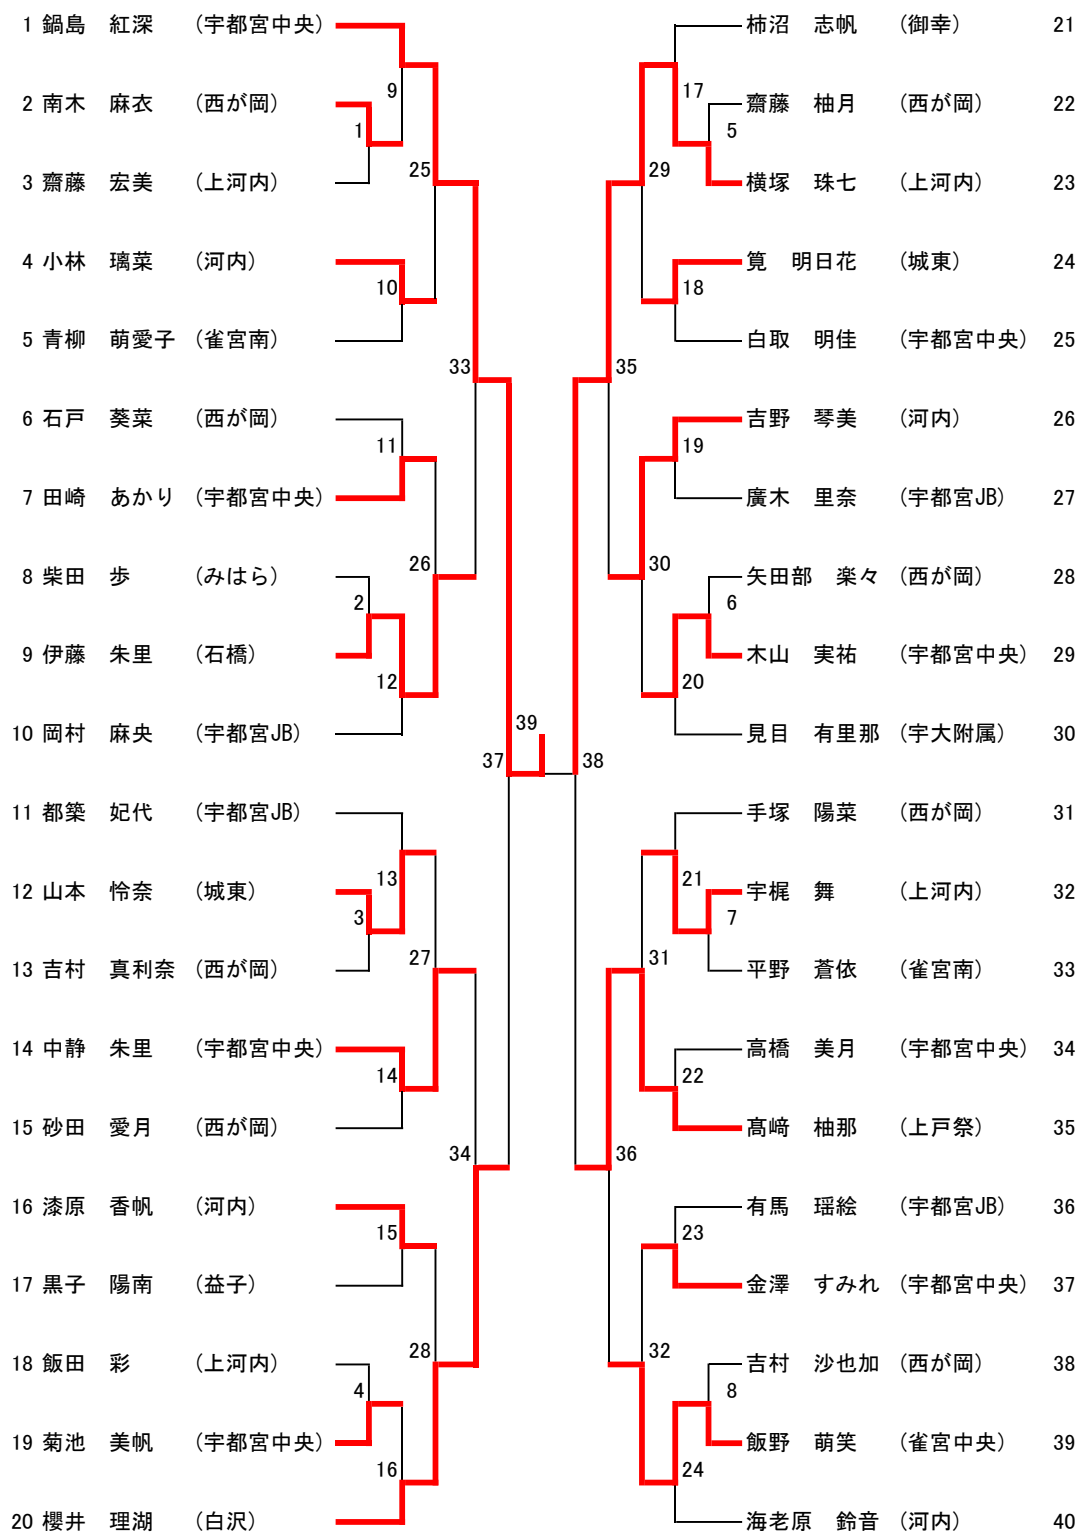 1 鍋島　紅深　（宇都宮中央）
2 南木　麻衣　（西が岡）
3 齋藤　宏美　（上河内）
4 小林　璃菜　（河内）
5 青柳　萌愛子　（雀宮南）
6 石戸　葵菜　（西が岡）
7 田崎　あかり　（宇都宮中央）
8 柴田　歩　（みはら）
9 伊藤　朱里　（石橋）
10 岡村　麻央　（宇都宮JB）
11 都築　妃代　（宇都宮JB）
12 山本　怜奈　（城東）
13 吉村　真利奈　（西が岡）
14 中静　朱里　（宇都宮中央）
15 砂田　愛月　（西が岡）
16 漆原　香帆　（河内）
17 黒子　陽南　（益子）
18 飯田　彩　（上河内）
19 菊池　美帆　（宇都宮中央）
20 櫻井　理湖　（白沢）
1
2
3
4
9
10
11
12
13
14
15
16
25
26
27
28
33
34
37
39
38
35
36
29
30
31
32
17
18
19
20
21
22
23
24
5
6
7
8
柿沼　志帆　（御幸）　21
齋藤　柚月　（西が岡）　22
横塚　珠七　（上河内）　23
筧　明日花　（城東）　24
白取　明佳　（宇都宮中央）　25
吉野　琴美　（河内）　26
廣木　里奈　（宇都宮JB）　27
矢田部　楽々　（西が岡）　28
木山　実祐　（宇都宮中央）　29
見目　有里那　（宇大附属）　30
手塚　陽菜　（西が岡）　31
宇梶　舞　（上河内）　32
平野　蒼依　（雀宮南）　33
高橋　美月　（宇都宮中央）　34
髙﨑　柚那　（上戸祭）　35
有馬　瑶絵　（宇都宮JB）　36
金澤　すみれ　（宇都宮中央）　37
吉村　沙也加　（西が岡）　38
飯野　萌笑　（雀宮中央）　39
海老原　鈴音　（河内）　40